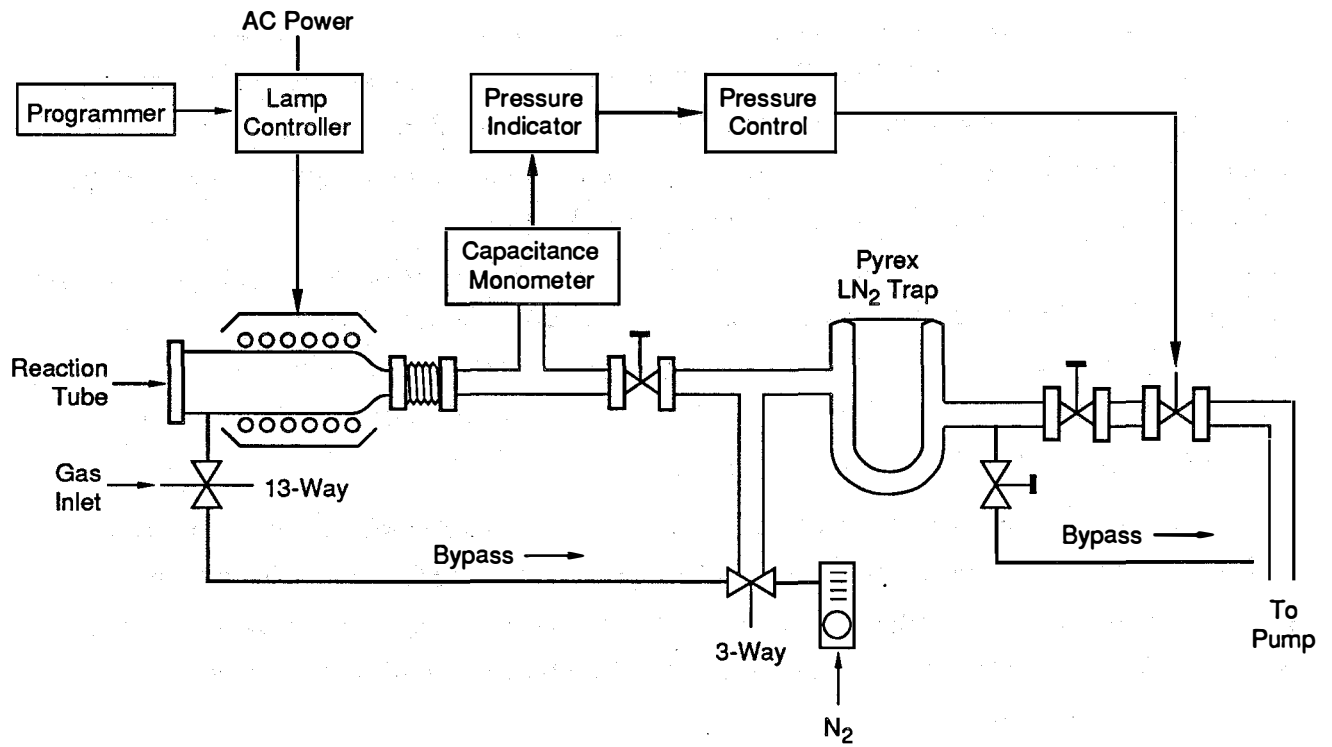 AC Power
Programmer
Lamp
Controller
Pressure
Indicator
Pressure
Control
Capacitance
Monometer
Pyrex
LN2 Trap
Reaction
Tube
Gas
Inlet
13-Way
Bypass
Bypass
3-Way
To
Pump
N2